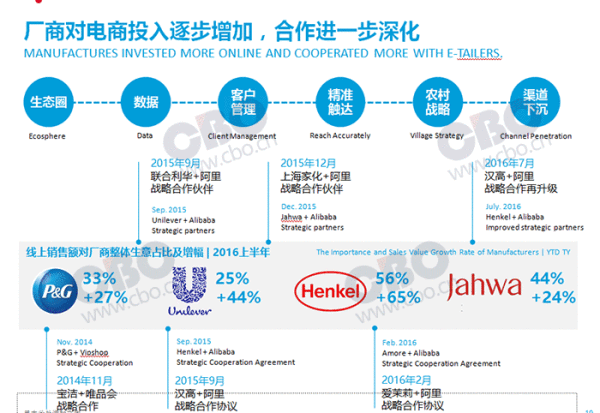 厂商对电商投入逐步增加，合作进一步深化
MANUFACTURES INVESTED MORE ONLINE AND COOPERATED MORE WITH E-TAILERS.
生态圈
Ecosphere
数据
Data
客户
管理
Client Management
精准
触达
Reach Accurately
农村
战略
Village Strategy
渠道
下沉
Channel Penetration
2015年9月
联合利华+阿里
战略合作伙伴
Sep. 2015
Unilever + Alibaba
Strategic partners
2015年12月
上海家化+阿里
战略合作伙伴
Dec. 2015
Jahwa + Alibaba
Strategic partners
2016年7月
汉高+阿里
战略合作再升级
July. 2016
Henkel + Alibaba
Improved strategic partners
线上销售额对厂商整体生意占比及增幅 | 2016上半年
The Importance and Sales Value Growth Rate of Manufacturers | YTD TY
P&G
33%
+27%
Unilever
25%
+44%
Henkel
56%
+65%
Jahwa
44%
+24%
Nov. 2014
P&G + Vioshop
Strategic Cooperation
2014年11月
宝洁+唯品会
战略合作
Sep. 2015
Henkel + Alibaba
Strategic Cooperation Agreement
2015年9月
汉高+阿里
战略合作协议
Feb. 2016
Amore + Alibaba
Strategic Cooperation Agreement
2016年2月
爱茉莉+阿里
战略合作协议
CBO
www.cbo.cn
CBO
www.cbo.cn
CBO
www.cbo.cn
CBO
www.cbo.cn